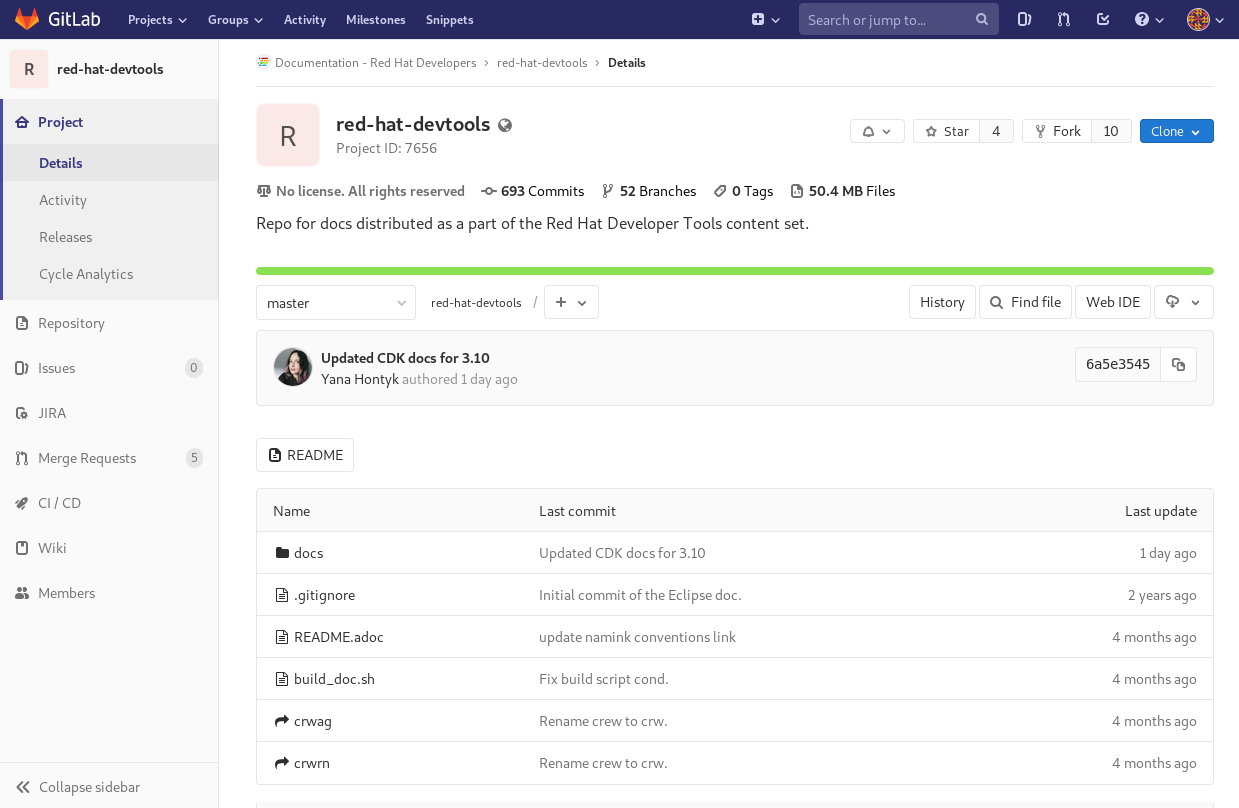 GitLab Projects Groups Activity Milestones Snippets Search or jump to...
R red-hat-devtools
Project
Details
Activity
Releases
Cycle Analytics
Repository
Issues 0
JIRA
Merge Requests 5
CI / CD
Wiki
Members
Collapse sidebar
Documentation - Red Hat Developers > red-hat-devtools > Details
R
red-hat-devtools
Project ID: 7656
Star 4 Fork 10 Clone
No license. All rights reserved 693 Commits 52 Branches 0 Tags 50.4 MB Files
Repo for docs distributed as a part of the Red Hat Developer Tools content set.
master red-hat-devtools / + History Find file Web IDE
Updated CDK docs for 3.10
Yana Hontyk authored 1 day ago
6a5e3545
README
Name Last commit Last update
docs Updated CDK docs for 3.10 1 day ago
.gitignore Initial commit of the Eclipse doc. 2 years ago
README.adoc update namink conventions link 4 months ago
build_doc.sh Fix build script cond. 4 months ago
crwag Rename crew to crw. 4 months ago
crwrn Rename crew to crw. 4 months ago